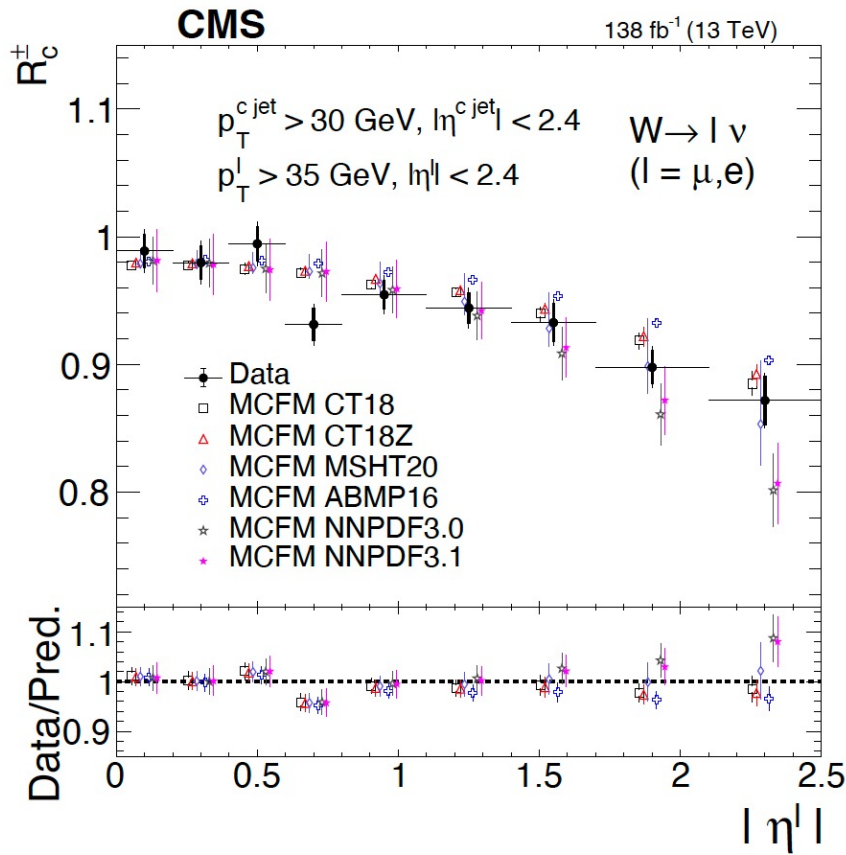 CMS
138 fb⁻¹ (13 TeV)
R_c^±
p_T^{c jet} > 30 GeV, |η^{c jet}| < 2.4
p_T^l > 35 GeV, |η^l| < 2.4
W → l ν
(l = μ,e)
1.1
1
0.9
0.8
Data
MCFM CT18
MCFM CT18Z
MCFM MSHT20
MCFM ABMP16
MCFM NNPDF3.0
MCFM NNPDF3.1
Data/Pred.
1.1
1
0.9
0 0.5 1 1.5 2 2.5
| η^l |